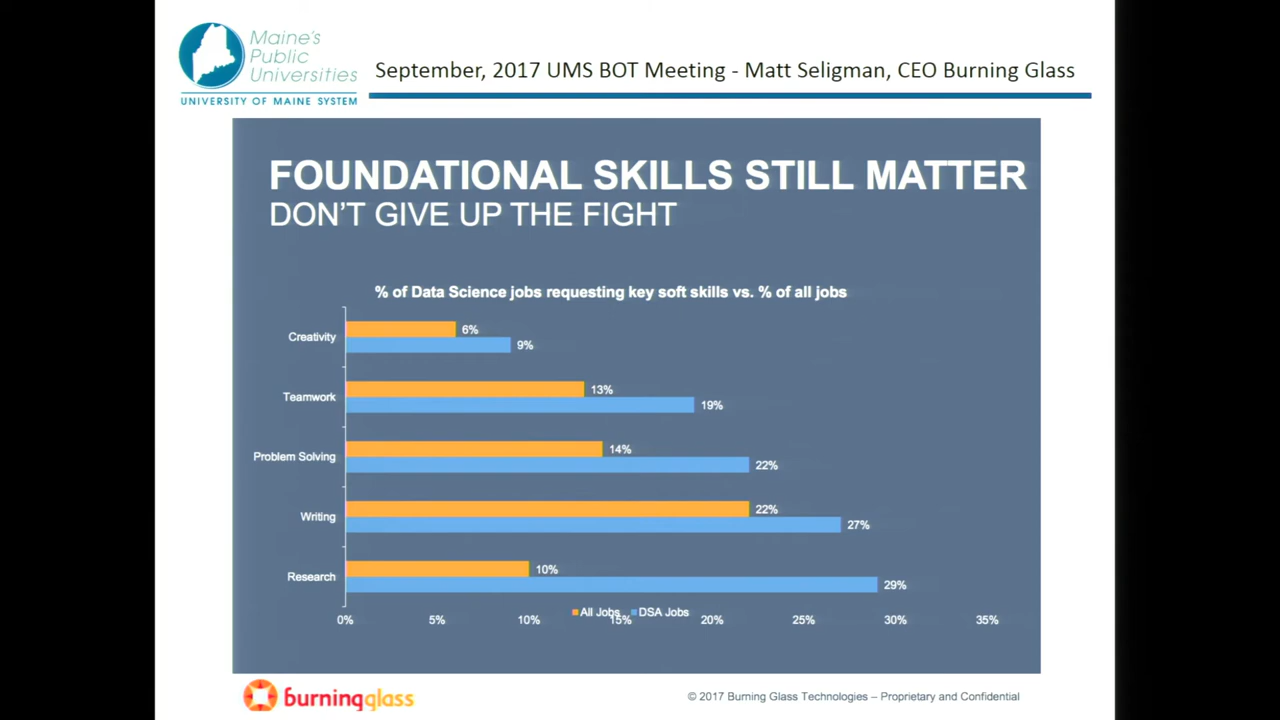 Maine's
Public
Universities
UNIVERSITY OF MAINE SYSTEM
September, 2017 UMS BOT Meeting - Matt Seligman, CEO Burning Glass
FOUNDATIONAL SKILLS STILL MATTER
DON'T GIVE UP THE FIGHT
% of Data Science jobs requesting key soft skills vs. % of all jobs
Creativity
6%
9%
Teamwork
13%
19%
Problem Solving
14%
22%
Writing
22%
27%
Research
10%
29%
All Jobs DSA Jobs
0% 5% 10% 15% 20% 25% 30% 35%
burningglass
© 2017 Burning Glass Technologies – Proprietary and Confidential